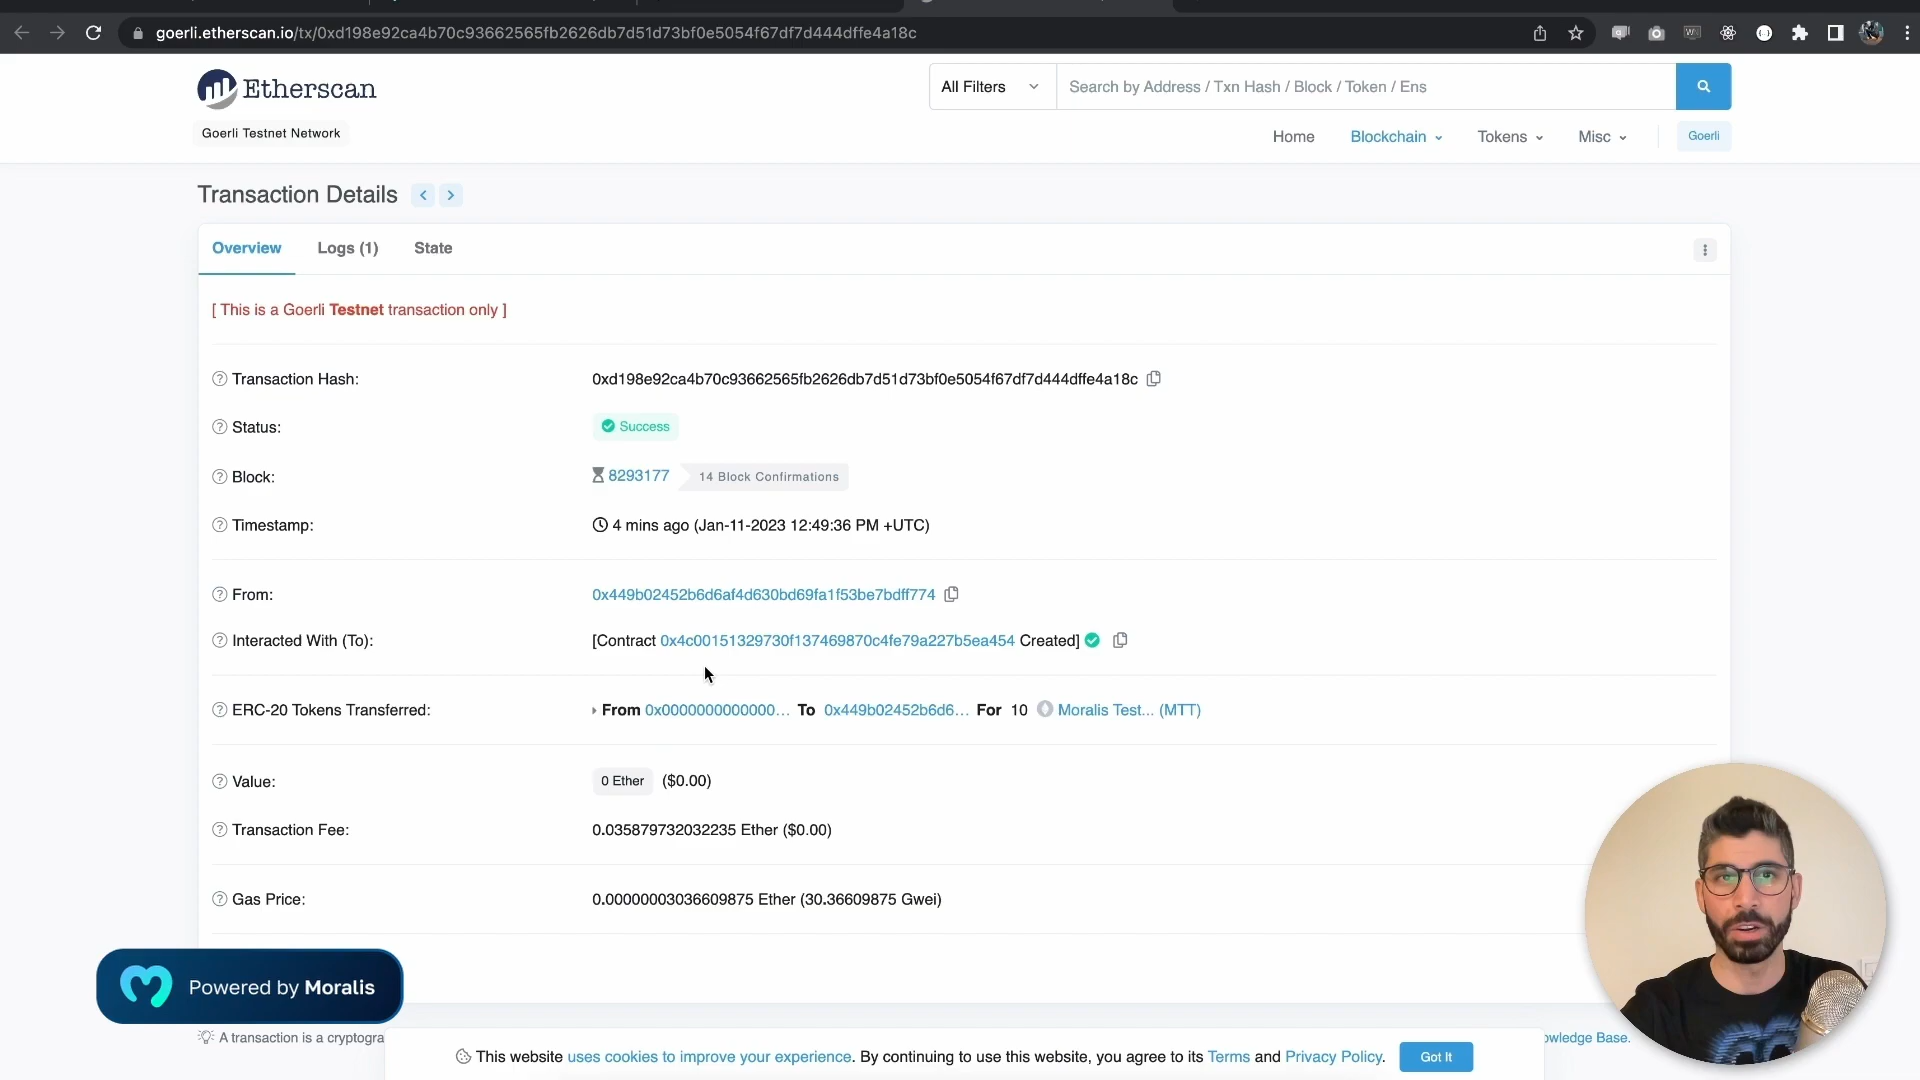 goerli.etherscan.io/tx/0xd198e92ca4b70c93662565fb2626db7d51d73bf0e5054f67df7d444dffe4a18c
Etherscan
All Filters
Search by Address / Txn Hash / Block / Token / Ens
Goerli Testnet Network
Home
Blockchain
Tokens
Misc
Goerli
Transaction Details
Overview
Logs (1)
State
[ This is a Goerli Testnet transaction only ]
Transaction Hash:
0xd198e92ca4b70c93662565fb2626db7d51d73bf0e5054f67df7d444dffe4a18c
Status:
Success
Block:
8293177
14 Block Confirmations
Timestamp:
4 mins ago (Jan-11-2023 12:49:36 PM +UTC)
From:
0x449b02452b6d6af4d630bd69fa1f53be7bdff774
Interacted With (To):
[Contract 0x4c00151329730f137469870c4fe79a227b5ea454 Created]
ERC-20 Tokens Transferred:
From 0x0000000000000... To 0x449b02452b6d6... For 10 Moralis Test... (MTT)
Value:
0 Ether ($0.00)
Transaction Fee:
0.035879732032235 Ether ($0.00)
Gas Price:
0.00000003036609875 Ether (30.36609875 Gwei)
Powered by Moralis
A transaction is a cryptogra
owledge Base.
This website uses cookies to improve your experience. By continuing to use this website, you agree to its Terms and Privacy Policy.
Got It